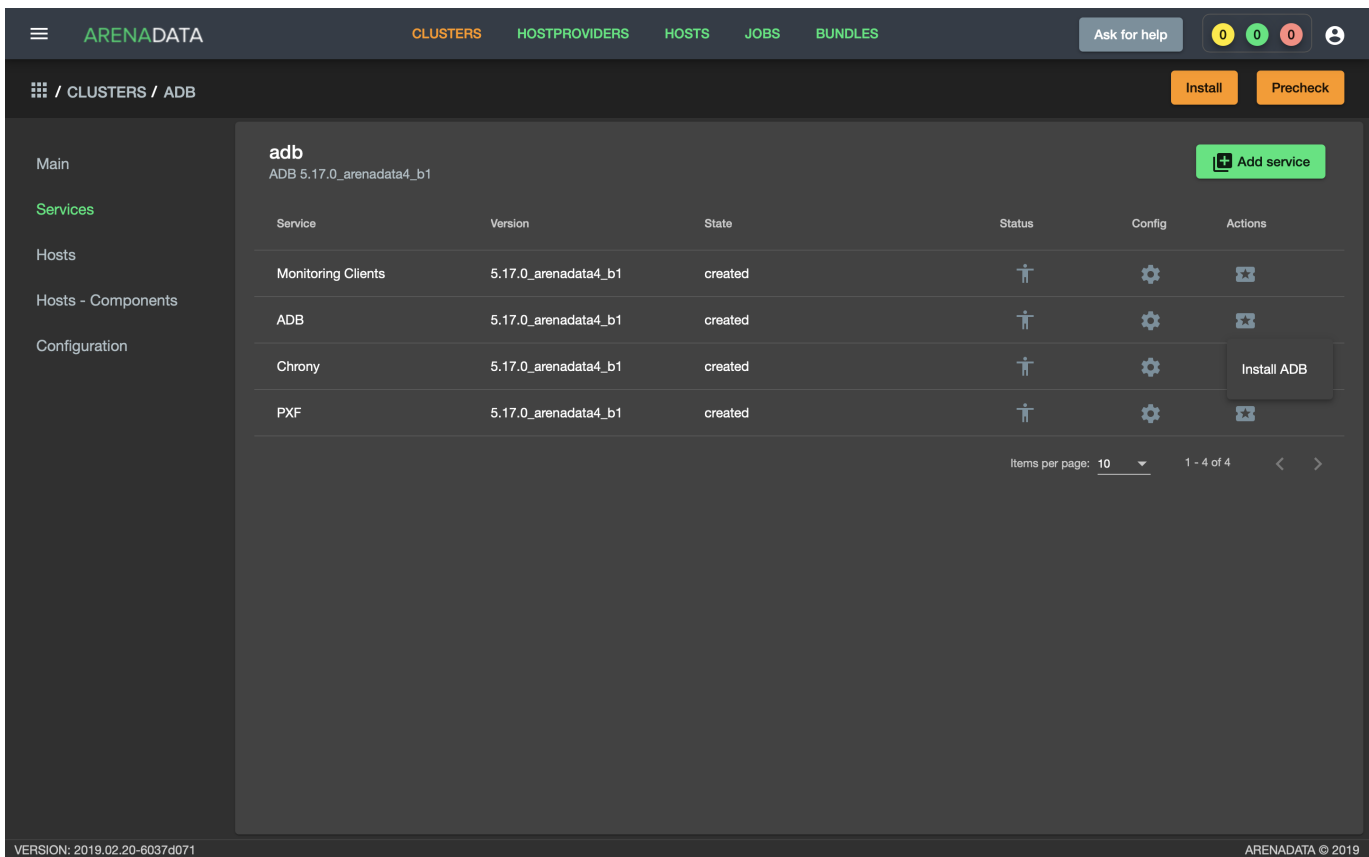 ARENADATA CLUSTERS HOSTPROVIDERS HOSTS JOBS BUNDLES Ask for help 0 0 0
/ CLUSTERS / ADB Install Precheck
Main
Services
Hosts
Hosts - Components
Configuration
adb
ADB 5.17.0_arenadata4_b1
Add service
Service Version State Status Config Actions
Monitoring Clients 5.17.0_arenadata4_b1 created
ADB 5.17.0_arenadata4_b1 created
Chrony 5.17.0_arenadata4_b1 created
Install ADB
PXF 5.17.0_arenadata4_b1 created
Items per page: 10 1 - 4 of 4
VERSION: 2019.02.20-6037d071 ARENADATA © 2019